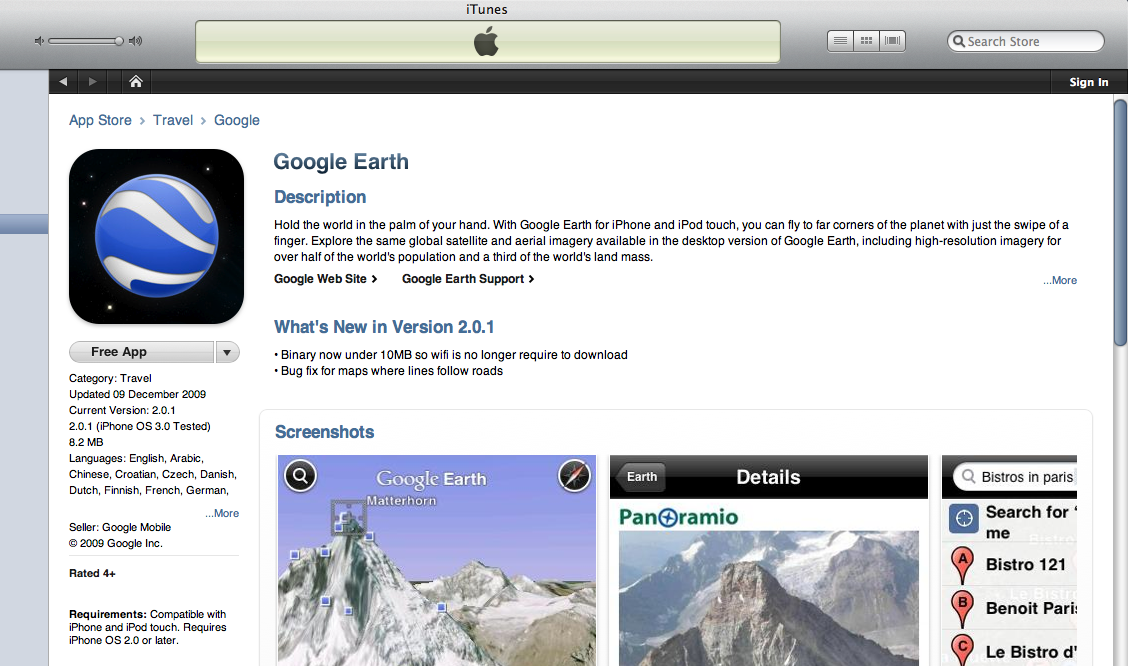 iTunes
Search Store
Sign In
App Store › Travel › Google
Google Earth
Description
Hold the world in the palm of your hand. With Google Earth for iPhone and iPod touch, you can fly to far corners of the planet with just the swipe of a
finger. Explore the same global satellite and aerial imagery available in the desktop version of Google Earth, including high-resolution imagery for
over half of the world's population and a third of the world's land mass.
Google Web Site
Google Earth Support
...More
What's New in Version 2.0.1
• Binary now under 10MB so wifi is no longer require to download
• Bug fix for maps where lines follow roads
Free App
Category: Travel
Updated 09 December 2009
Current Version: 2.0.1
2.0.1 (iPhone OS 3.0 Tested)
8.2 MB
Languages: English, Arabic,
Chinese, Croatian, Czech, Danish,
Dutch, Finnish, French, German,
...More
Seller: Google Mobile
© 2009 Google Inc.
Rated 4+
Requirements: Compatible with
iPhone and iPod touch. Requires
iPhone OS 2.0 or later.
Screenshots
Google Earth
Matterhorn
Earth
Details
Panoramio
Bistros in paris
Search for '
me
A
Bistro 121
B
Benoit Paris
C
Le Bistro d'